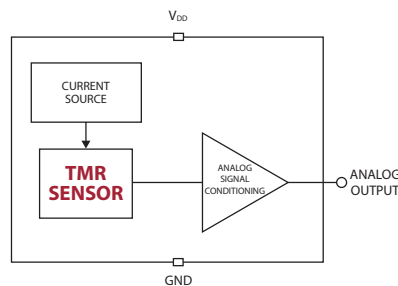 VDD
CURRENT
SOURCE
TMR
SENSOR
ANALOG
SIGNAL
CONDITIONING
ANALOG
OUTPUT
GND